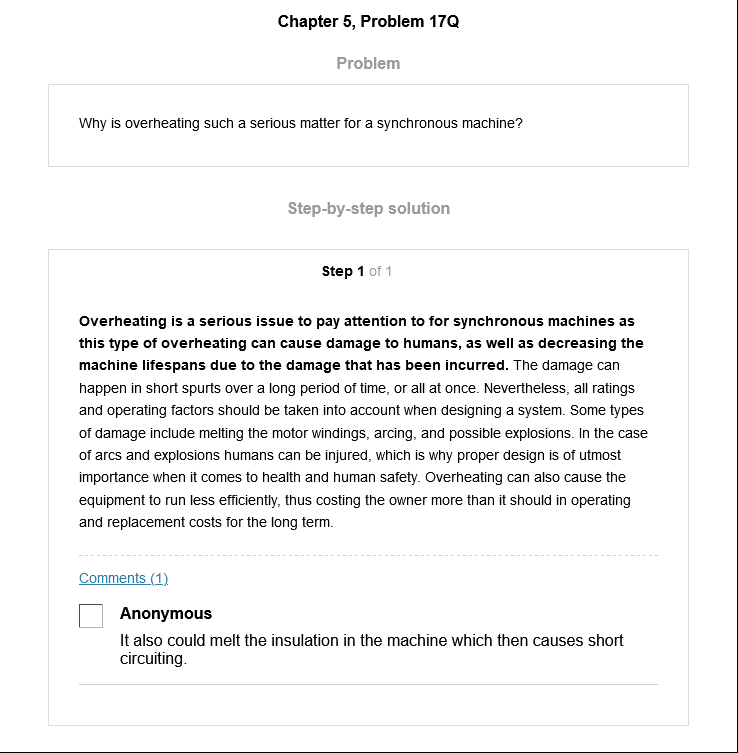 Chapter 5, Problem 17Q
Problem
Why is overheating such a serious matter for a synchronous machine?
Step-by-step solution
Step 1 of 1
Overheating is a serious issue to pay attention to for synchronous machines as
this type of overheating can cause damage to humans, as well as decreasing the
machine lifespans due to the damage that has been incurred. The damage can
happen in short spurts over a long period of time, or all at once. Nevertheless, all ratings
and operating factors should be taken into account when designing a system. Some types
of damage include melting the motor windings, arcing, and possible explosions. In the case
of arcs and explosions humans can be injured, which is why proper design is of utmost
importance when it comes to health and human safety. Overheating can also cause the
equipment to run less efficiently, thus costing the owner more than it should in operating
and replacement costs for the long term.
Comments (1)
Anonymous
It also could melt the insulation in the machine which then causes short
circuiting.